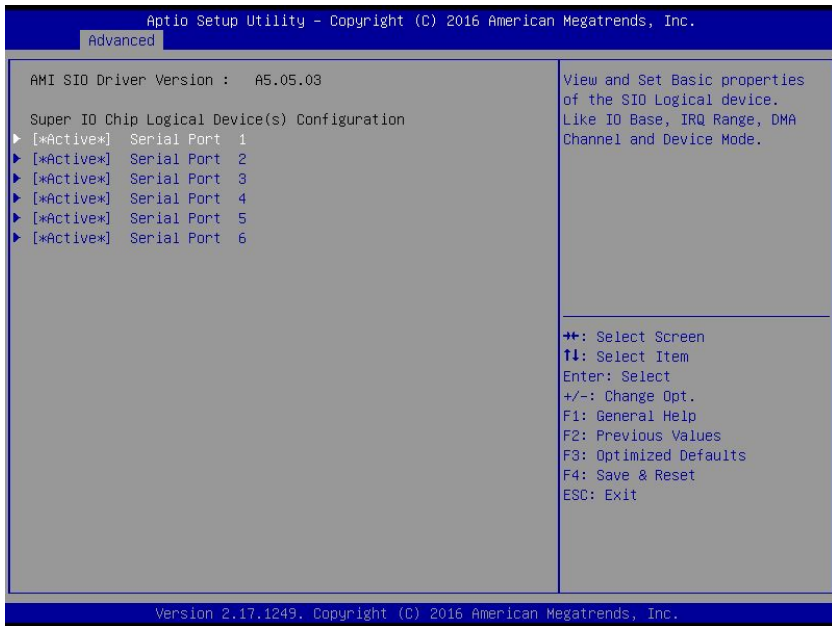 Aptio Setup Utility – Copyright (C) 2016 American Megatrends, Inc.
Advanced
AMI SIO Driver Version :   A5.05.03
Super IO Chip Logical Device(s) Configuration
[*Active*]  Serial Port  1
[*Active*]  Serial Port  2
[*Active*]  Serial Port  3
[*Active*]  Serial Port  4
[*Active*]  Serial Port  5
[*Active*]  Serial Port  6
View and Set Basic properties
of the SIO Logical device.
Like IO Base, IRQ Range, DMA
Channel and Device Mode.
→←: Select Screen
↑↓: Select Item
Enter: Select
+/-: Change Opt.
F1: General Help
F2: Previous Values
F3: Optimized Defaults
F4: Save & Reset
ESC: Exit
Version 2.17.1249. Copyright (C) 2016 American Megatrends, Inc.